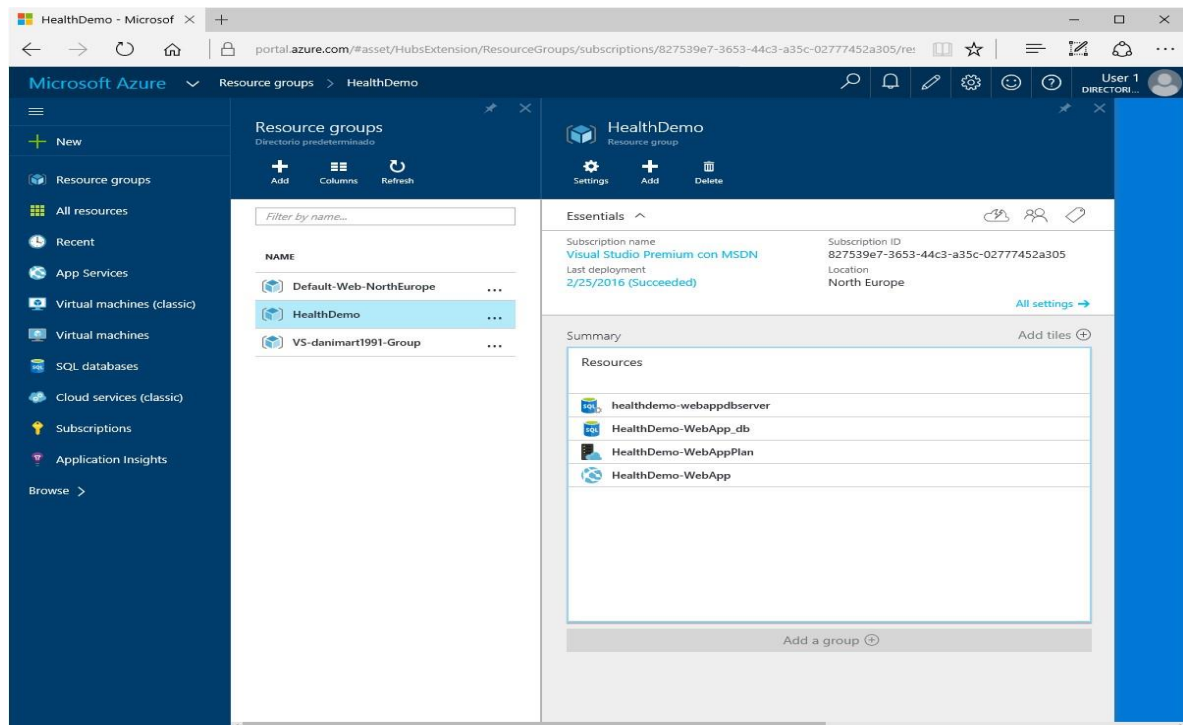 HealthDemo - Microsof
portal.azure.com/#asset/HubsExtension/ResourceGroups/subscriptions/827539e7-3653-44c3-a35c-02777452a305/re
Microsoft Azure
Resource groups > HealthDemo
User 1
DIRECTORI...
New
Resource groups
All resources
Recent
App Services
Virtual machines (classic)
Virtual machines
SQL databases
Cloud services (classic)
Subscriptions
Application Insights
Browse >
Resource groups
Directorio predeterminado
Add Columns Refresh
Filter by name...
NAME
Default-Web-NorthEurope ...
HealthDemo ...
VS-danimart1991-Group ...
HealthDemo
Resource group
Settings Add Delete
Essentials
Subscription name
Visual Studio Premium con MSDN
Last deployment
2/25/2016 (Succeeded)
Subscription ID
827539e7-3653-44c3-a35c-02777452a305
Location
North Europe
All settings →
Summary
Add tiles
Resources
healthdemo-webappdbserver
HealthDemo-WebApp_db
HealthDemo-WebAppPlan
HealthDemo-WebApp
Add a group